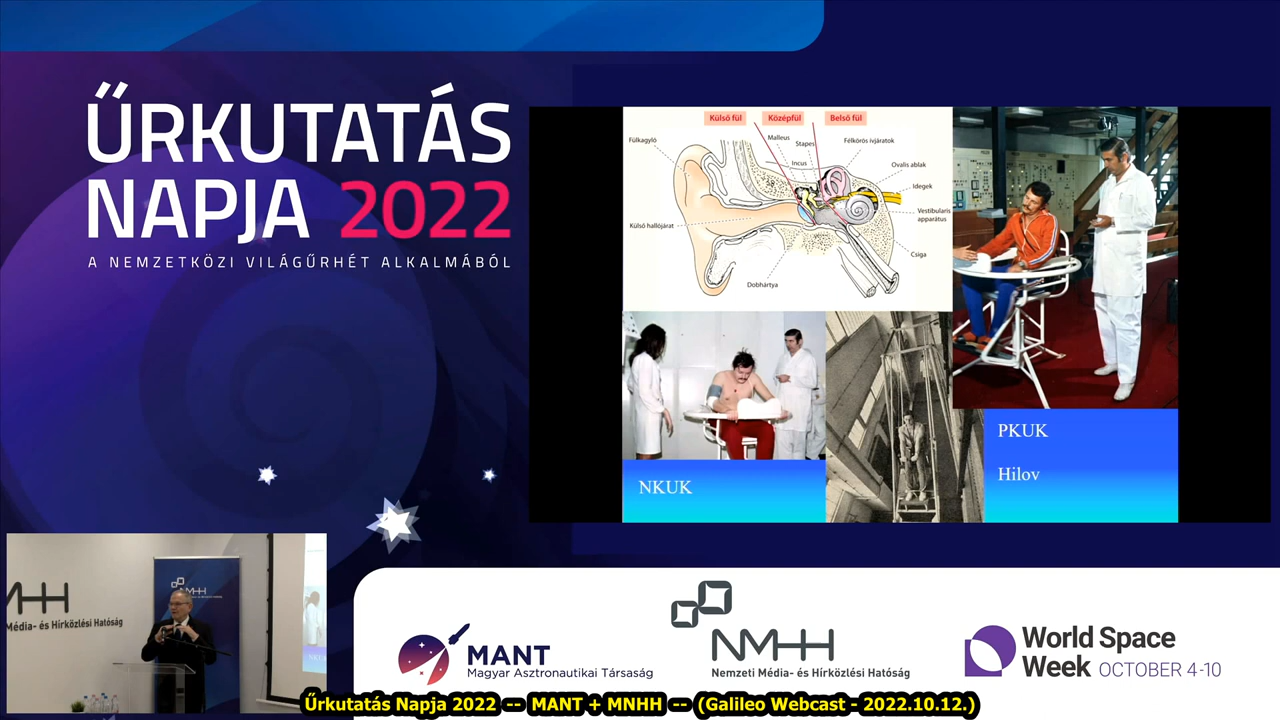 ŰRKUTATÁS
NAPJA 2022
A NEMZETKÖZI VILÁGŰRHÉT ALKALMÁBÓL
Külső fül
Középfül
Belső fül
Fülkagyló
Malleus
Stapes
Incus
Félkörös ívjáratok
Ovalis ablak
Idegek
Vestibularis
apparátus
Külső hallójárat
Csiga
Dobhártya
NKUK
PKUK
Hilov
NMHH
Média- és Hírközlési Hatóság
NMHH
MANT
Magyar Asztronautikai Társaság
NMHH
Nemzeti Média- és Hírközlési Hatóság
World Space
Week OCTOBER 4-10
Űrkutatás Napja 2022 -- MANT + MNHH -- (Galileo Webcast - 2022.10.12.)